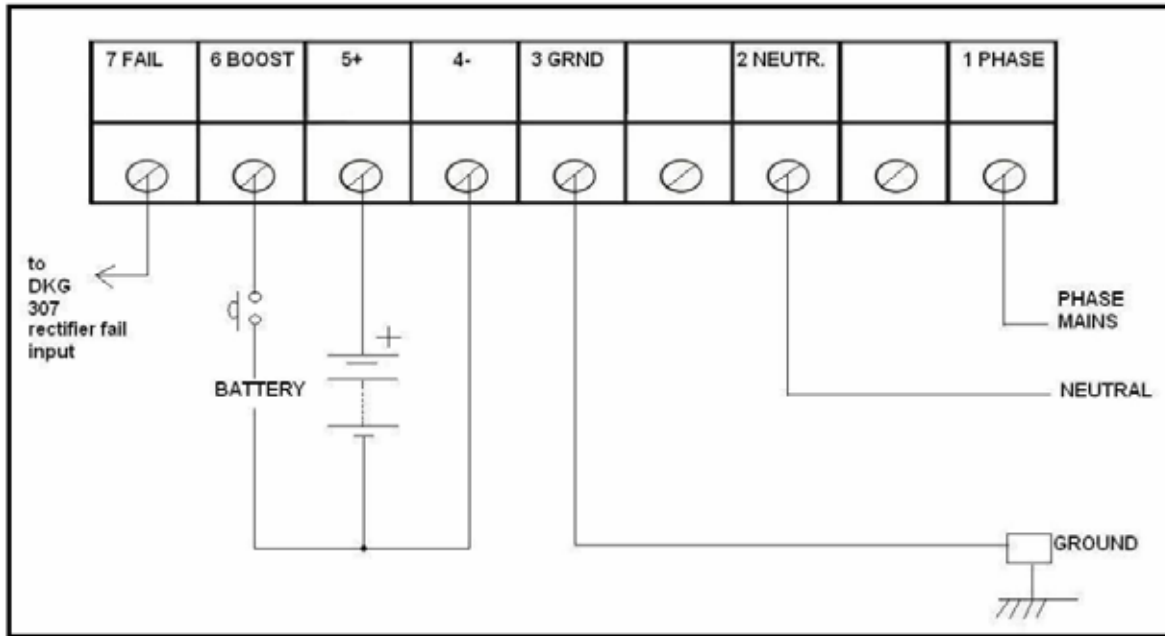 7 FAIL
6 BOOST
5+
4-
3 GRND
2 NEUTR.
1 PHASE
to
DKG
307
rectifier fail
input
+
BATTERY
PHASE
MAINS
NEUTRAL
GROUND